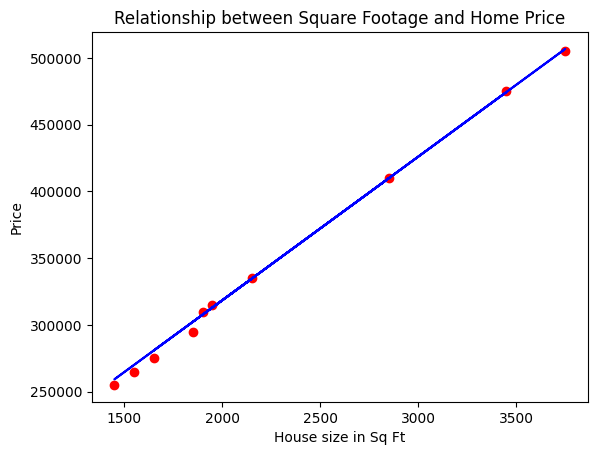 Relationship between Square Footage and Home Price
500000
450000
400000
350000
300000
250000
Price
1500 2000 2500 3000 3500
House size in Sq Ft